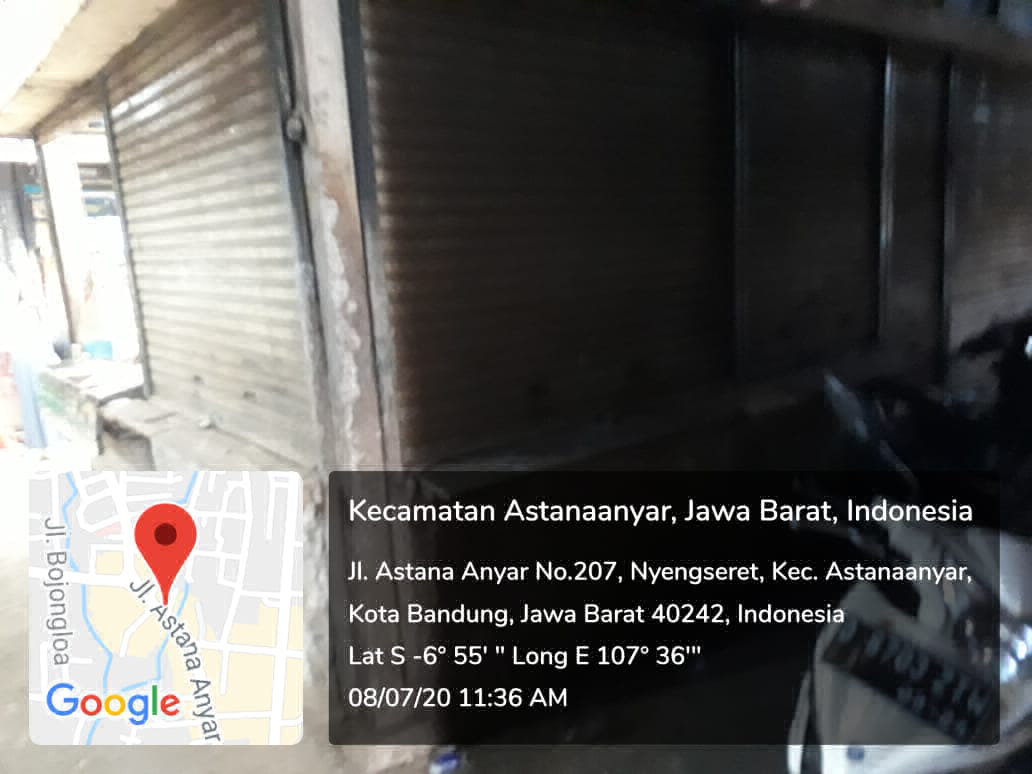 Kecamatan Astanaanyar, Jawa Barat, Indonesia
Jl. Astana Anyar No.207, Nyengseret, Kec. Astanaanyar,
Kota Bandung, Jawa Barat 40242, Indonesia
Lat S -6° 55' " Long E 107° 36'"
08/07/20 11:36 AM
Jl. Bojongloa
Jl. Astana Anyar
Google